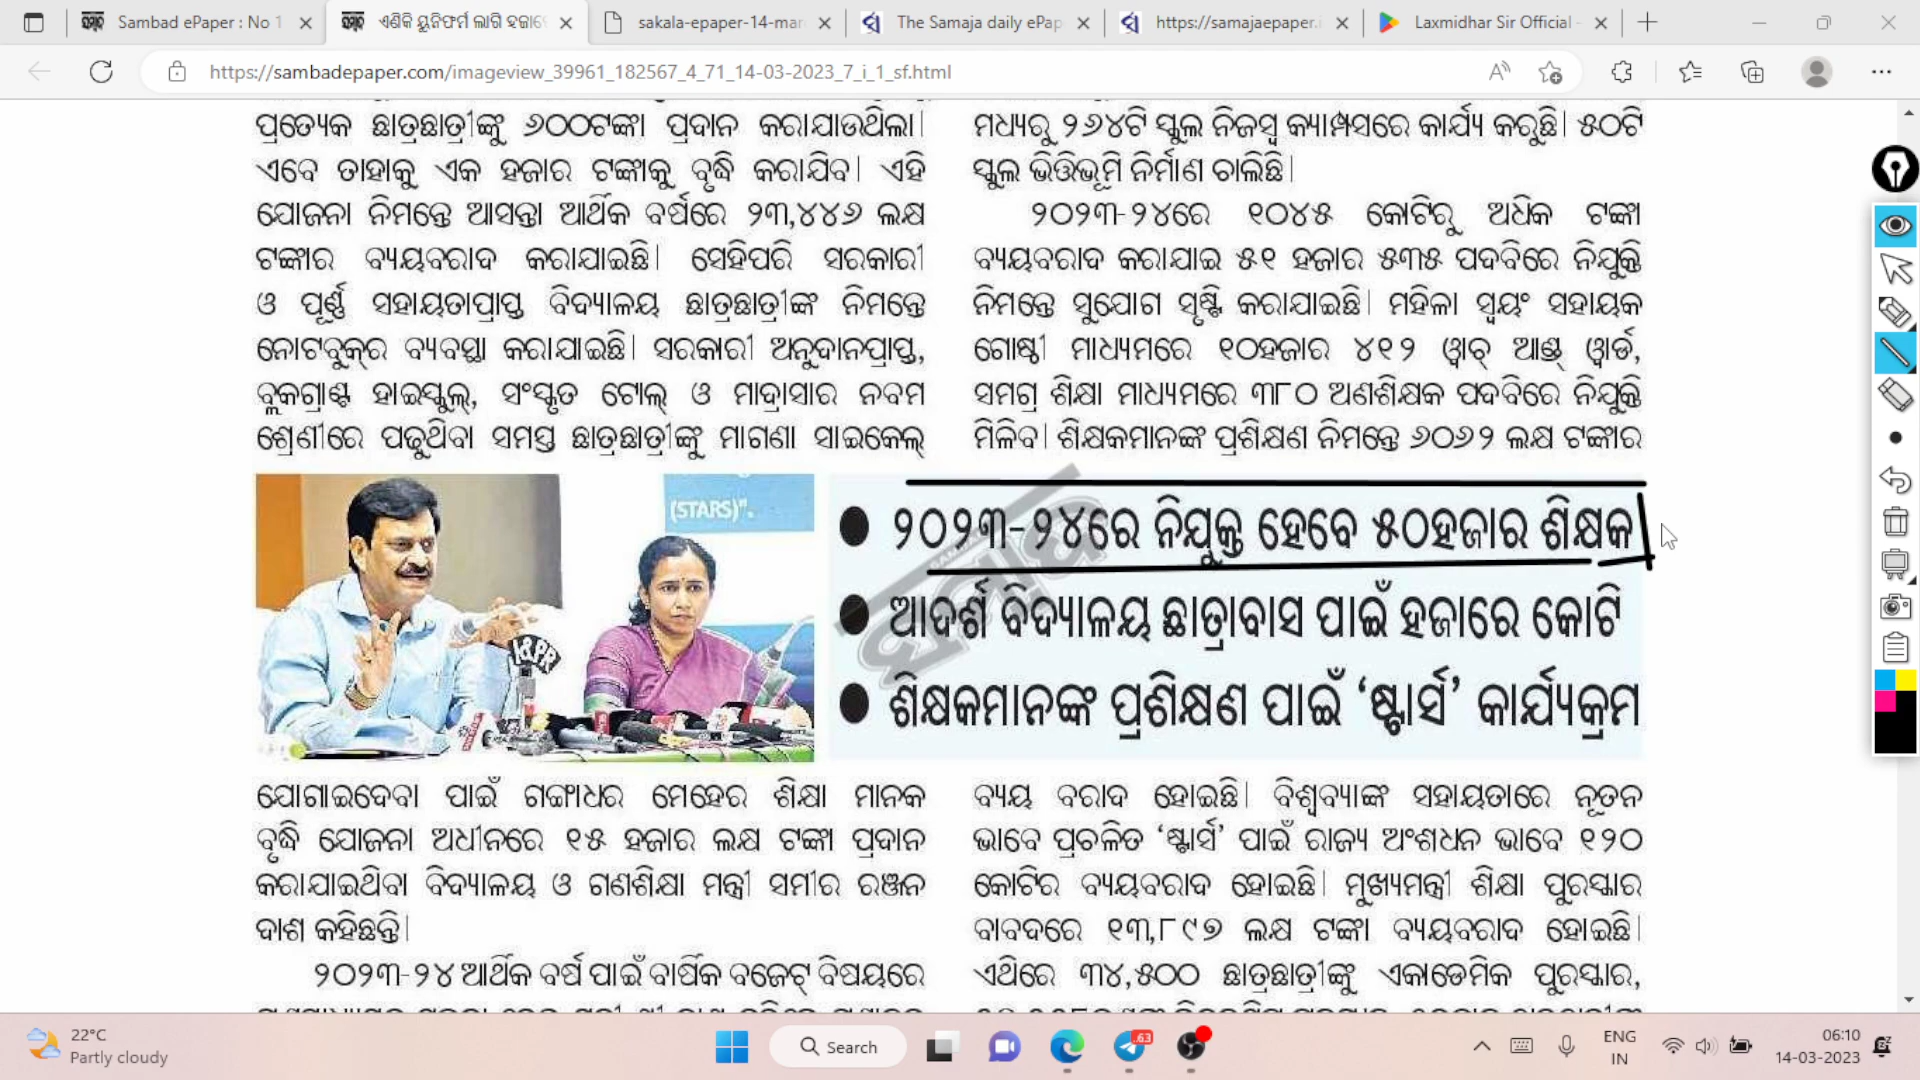 Sambad ePaper : No 1
ଏଣିକି ୟୁନିଫର୍ମ ଲାଗି ହଜାରେ
sakala-epaper-14-mar
The Samaja daily ePap
https://samajaepaper.i
Laxmidhar Sir Official -
https://sambadepaper.com/imageview_39961_182567_4_71_14-03-2023_7_i_1_sf.html
ପ୍ରତ୍ୟେକ ଛାତ୍ରଛାତ୍ରୀଙ୍କୁ ୬୦୦ଟଙ୍କା ପ୍ରଦାନ କରାଯାଉଥିଲା।
ଏବେ ତାହାକୁ ଏକ ହଜାର ଟଙ୍କାକୁ ବୃଦ୍ଧି କରାଯିବ। ଏହି
ଯୋଜନା ନିମନ୍ତେ ଆସନ୍ତା ଆର୍ଥିକ ବର୍ଷରେ ୨୩,୪୪୬ ଲକ୍ଷ
ଟଙ୍କାର ବ୍ୟୟବରାଦ କରାଯାଇଛି। ସେହିପରି ସରକାରୀ
ଓ ପୂର୍ଣ୍ଣ ସହାୟତାପ୍ରାପ୍ତ ବିଦ୍ୟାଳୟ ଛାତ୍ରଛାତ୍ରୀଙ୍କ ନିମନ୍ତେ
ନୋଟବୁକ୍‌ର ବ୍ୟବସ୍ଥା କରାଯାଇଛି। ସରକାରୀ ଅନୁଦାନପ୍ରାପ୍ତ,
ବ୍ଲକଗ୍ରାଣ୍ଟ ହାଇସ୍କୁଲ୍, ସଂସ୍କୃତ ଟୋଲ୍ ଓ ମାଦ୍ରାସାର ନବମ
ଶ୍ରେଣୀରେ ପଢୁଥିବା ସମସ୍ତ ଛାତ୍ରଛାତ୍ରୀଙ୍କୁ ମାଗଣା ସାଇକେଲ୍
(STARS)".
K&PR
ଯୋଗାଇଦେବା ପାଇଁ ଗଙ୍ଗାଧର ମେହେର ଶିକ୍ଷା ମାନକ
ବୃଦ୍ଧି ଯୋଜନା ଅଧୀନରେ ୧୫ ହଜାର ଲକ୍ଷ ଟଙ୍କା ପ୍ରଦାନ
କରାଯାଇଥିବା ବିଦ୍ୟାଳୟ ଓ ଗଣଶିକ୍ଷା ମନ୍ତ୍ରୀ ସମୀର ରଞ୍ଜନ
ଦାଶ କହିଛନ୍ତି।
୨୦୨୩-୨୪ ଆର୍ଥିକ ବର୍ଷ ପାଇଁ ବାର୍ଷିକ ବଜେଟ୍ ବିଷୟରେ
ମଧ୍ୟରୁ ୨୬୪ଟି ସ୍କୁଲ ନିଜସ୍ୱ କ୍ୟାମ୍ପସରେ କାର୍ଯ୍ୟ କରୁଛି। ୫୦ଟି
ସ୍କୁଲ ଭିତ୍ତିଭୂମି ନିର୍ମାଣ ଚାଲିଛି।
୨୦୨୩-୨୪ରେ ୧୦୪୫ କୋଟିରୁ ଅଧିକ ଟଙ୍କା
ବ୍ୟୟବରାଦ କରାଯାଇ ୫୧ ହଜାର ୫୩୫ ପଦବିରେ ନିଯୁକ୍ତି
ନିମନ୍ତେ ସୁଯୋଗ ସୃଷ୍ଟି କରାଯାଇଛି। ମହିଳା ସ୍ୱୟଂ ସହାୟକ
ଗୋଷ୍ଠୀ ମାଧ୍ୟମରେ ୧୦ହଜାର ୪୧୨ ୱାଚ୍ ଆଣ୍ଡ ୱାର୍ଡ,
ସମଗ୍ର ଶିକ୍ଷା ମାଧ୍ୟମରେ ୩୮୦ ଅଣଶିକ୍ଷକ ପଦବିରେ ନିଯୁକ୍ତି
ମିଳିବ। ଶିକ୍ଷକମାନଙ୍କ ପ୍ରଶିକ୍ଷଣ ନିମନ୍ତେ ୬୦୬୨ ଲକ୍ଷ ଟଙ୍କାର
● ୨୦୨୩-୨୪ରେ ନିଯୁକ୍ତ ହେବେ ୫୦ହଜାର ଶିକ୍ଷକ
● ଆଦର୍ଶ ବିଦ୍ୟାଳୟ ଛାତ୍ରାବାସ ପାଇଁ ହଜାରେ କୋଟି
● ଶିକ୍ଷକମାନଙ୍କ ପ୍ରଶିକ୍ଷଣ ପାଇଁ ‘ଷ୍ଟାର୍ସ’ କାର୍ଯ୍ୟକ୍ରମ
ବ୍ୟୟ ବରାଦ ହୋଇଛି। ବିଶ୍ୱବ୍ୟାଙ୍କ ସହାୟତାରେ ନୂତନ
ଭାବେ ପ୍ରଚଳିତ ‘ଷ୍ଟାର୍ସ’ ପାଇଁ ରାଜ୍ୟ ଅଂଶଧନ ଭାବେ ୧୨୦
କୋଟିର ବ୍ୟୟବରାଦ ହୋଇଛି। ମୁଖ୍ୟମନ୍ତ୍ରୀ ଶିକ୍ଷା ପୁରସ୍କାର
ବାବଦରେ ୧୩,୮୯୭ ଲକ୍ଷ ଟଙ୍କା ବ୍ୟୟବରାଦ ହୋଇଛି।
ଏଥିରେ ୩୪,୫୦୦ ଛାତ୍ରଛାତ୍ରୀଙ୍କୁ ଏକାଡେମିକ ପୁରସ୍କାର,
22°C
Partly cloudy
Search
.63
ENG
IN
06:10
14-03-2023